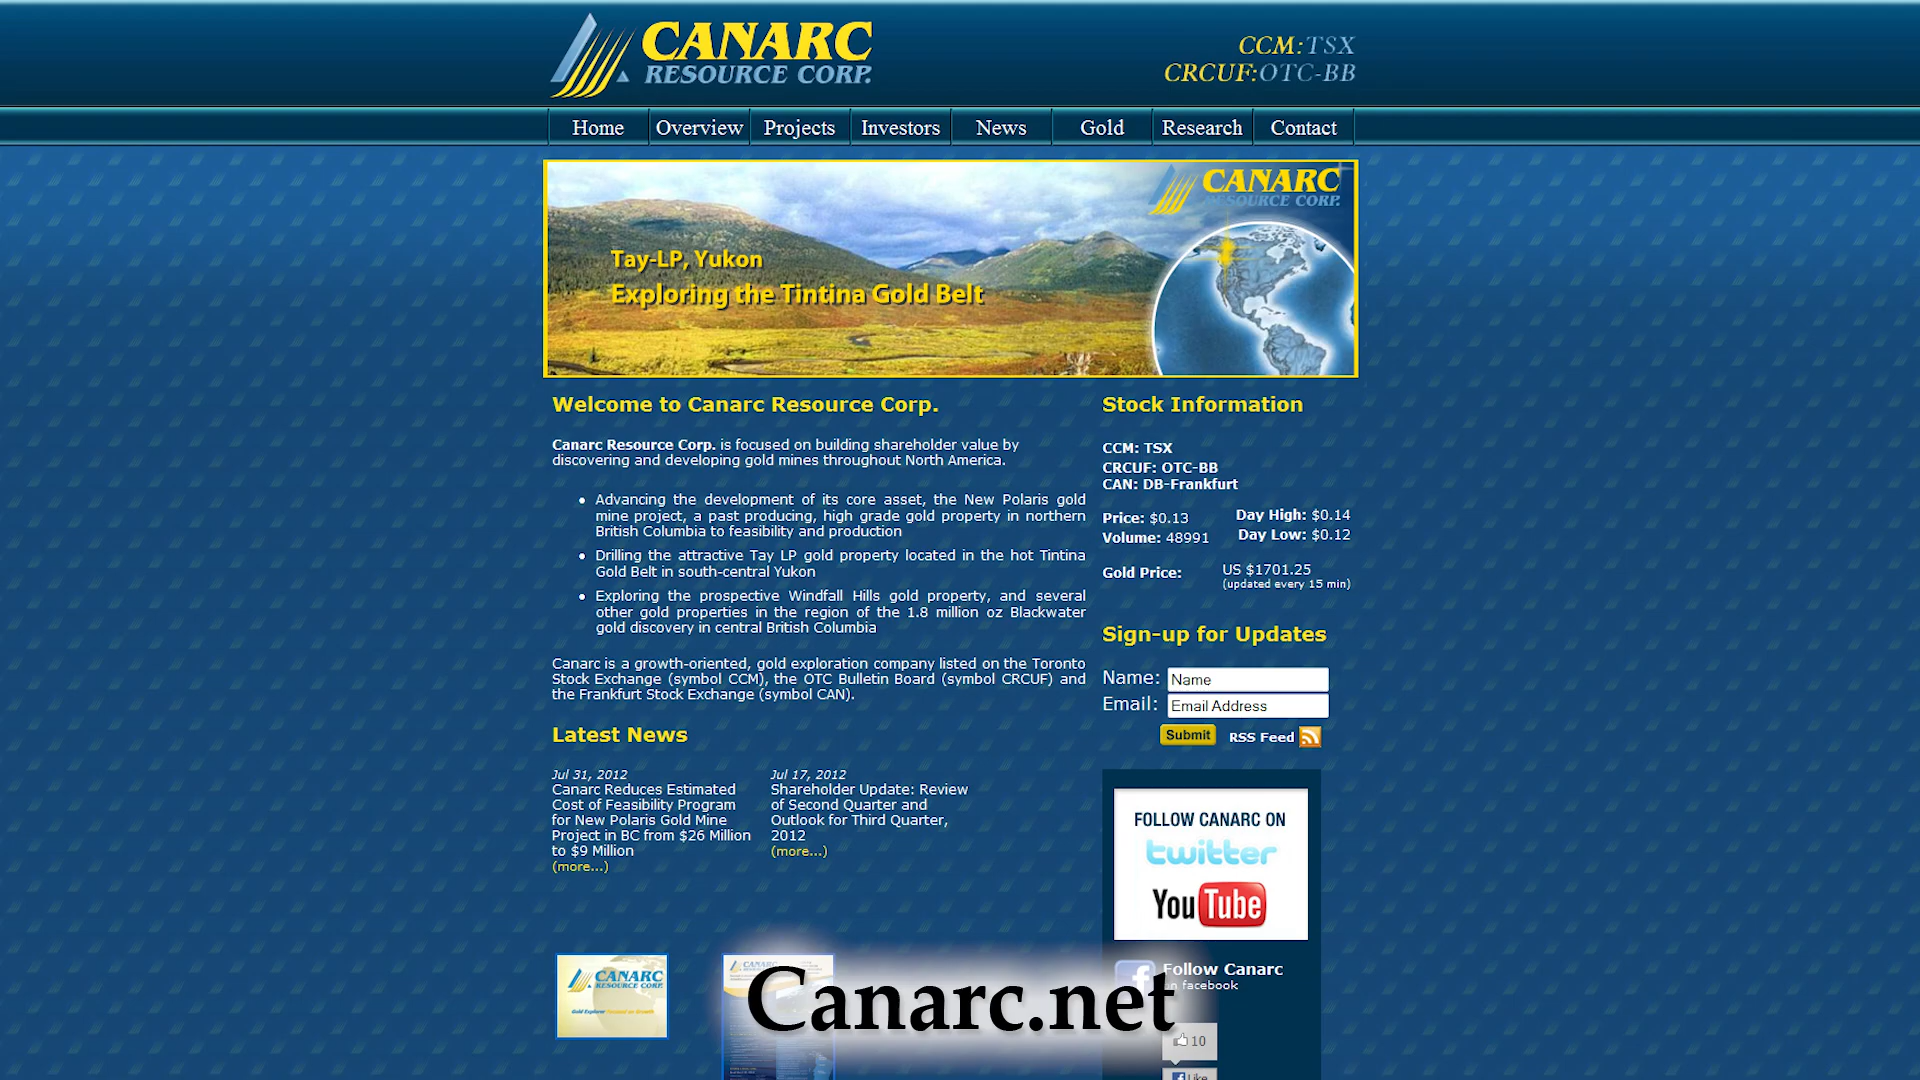 CANARC
RESOURCE CORP.
CCM:TSX
CRCUF:OTC-BB
Home Overview Projects Investors News Gold Research Contact
CANARC
RESOURCE CORP.
Tay-LP, Yukon
Exploring the Tintina Gold Belt
Welcome to Canarc Resource Corp.
Canarc Resource Corp. is focused on building shareholder value by
discovering and developing gold mines throughout North America.
• Advancing the development of its core asset, the New Polaris gold
mine project, a past producing, high grade gold property in northern
British Columbia to feasibility and production
• Drilling the attractive Tay LP gold property located in the hot Tintina
Gold Belt in south-central Yukon
• Exploring the prospective Windfall Hills gold property, and several
other gold properties in the region of the 1.8 million oz Blackwater
gold discovery in central British Columbia
Canarc is a growth-oriented, gold exploration company listed on the Toronto
Stock Exchange (symbol CCM), the OTC Bulletin Board (symbol CRCUF) and
the Frankfurt Stock Exchange (symbol CAN).
Latest News
Jul 31, 2012
Canarc Reduces Estimated
Cost of Feasibility Program
for New Polaris Gold Mine
Project in BC from $26 Million
to $9 Million
(more...)
Jul 17, 2012
Shareholder Update: Review
of Second Quarter and
Outlook for Third Quarter,
2012
(more...)
Stock Information
CCM: TSX
CRCUF: OTC-BB
CAN: DB-Frankfurt
Price: $0.13 Day High: $0.14
Volume: 48991 Day Low: $0.12
Gold Price: US $1701.25
(updated every 15 min)
Sign-up for Updates
Name: Name
Email: Email Address
Submit RSS Feed
FOLLOW CANARC ON
twitter
YouTube
Follow Canarc
on facebook
10
Like
CANARC
RESOURCE CORP.
Gold Explorer Focused on Growth
CANARC
Canarc.net